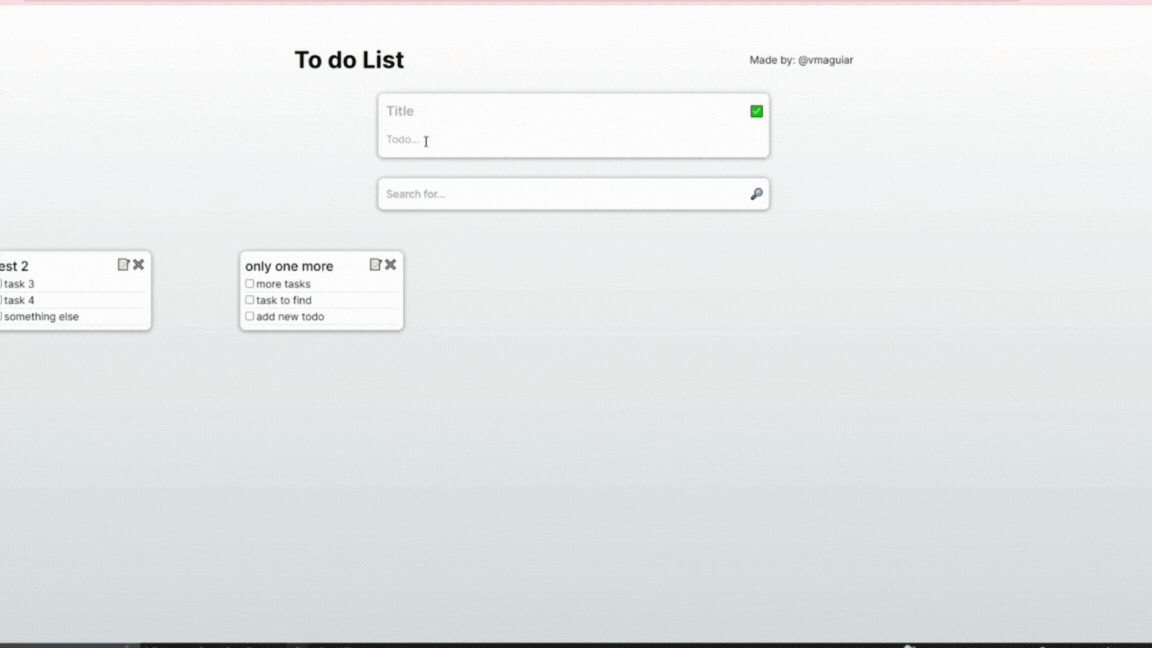 To do List
Made by: @vmaguiar
Title
Todo...
Search for...
est 2
task 3
task 4
something else
only one more
more tasks
task to find
add new todo